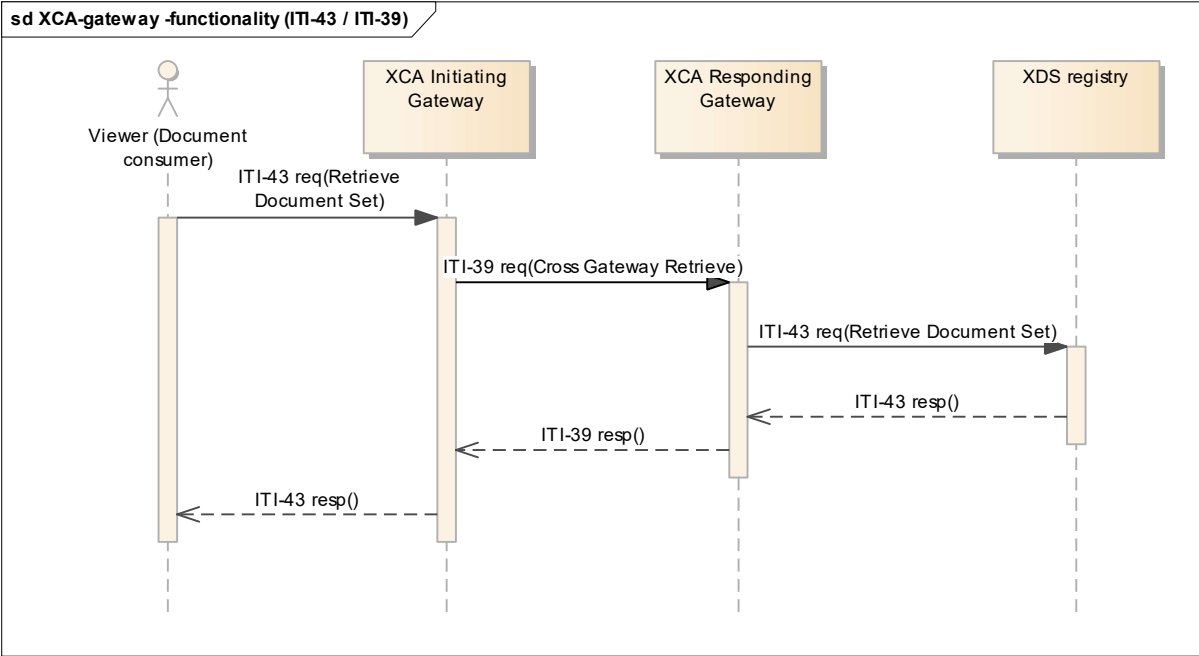 sd XCA-gateway -functionality (ITI-43 / ITI-39)
XCA Initiating
Gateway
XCA Responding
Gateway
XDS registry
Viewer (Document
consumer)
ITI-43 req(Retrieve
Document Set)
ITI-39 req(Cross Gateway Retrieve)
ITI-43 req(Retrieve Document Set)
ITI-43 resp()
ITI-39 resp()
ITI-43 resp()